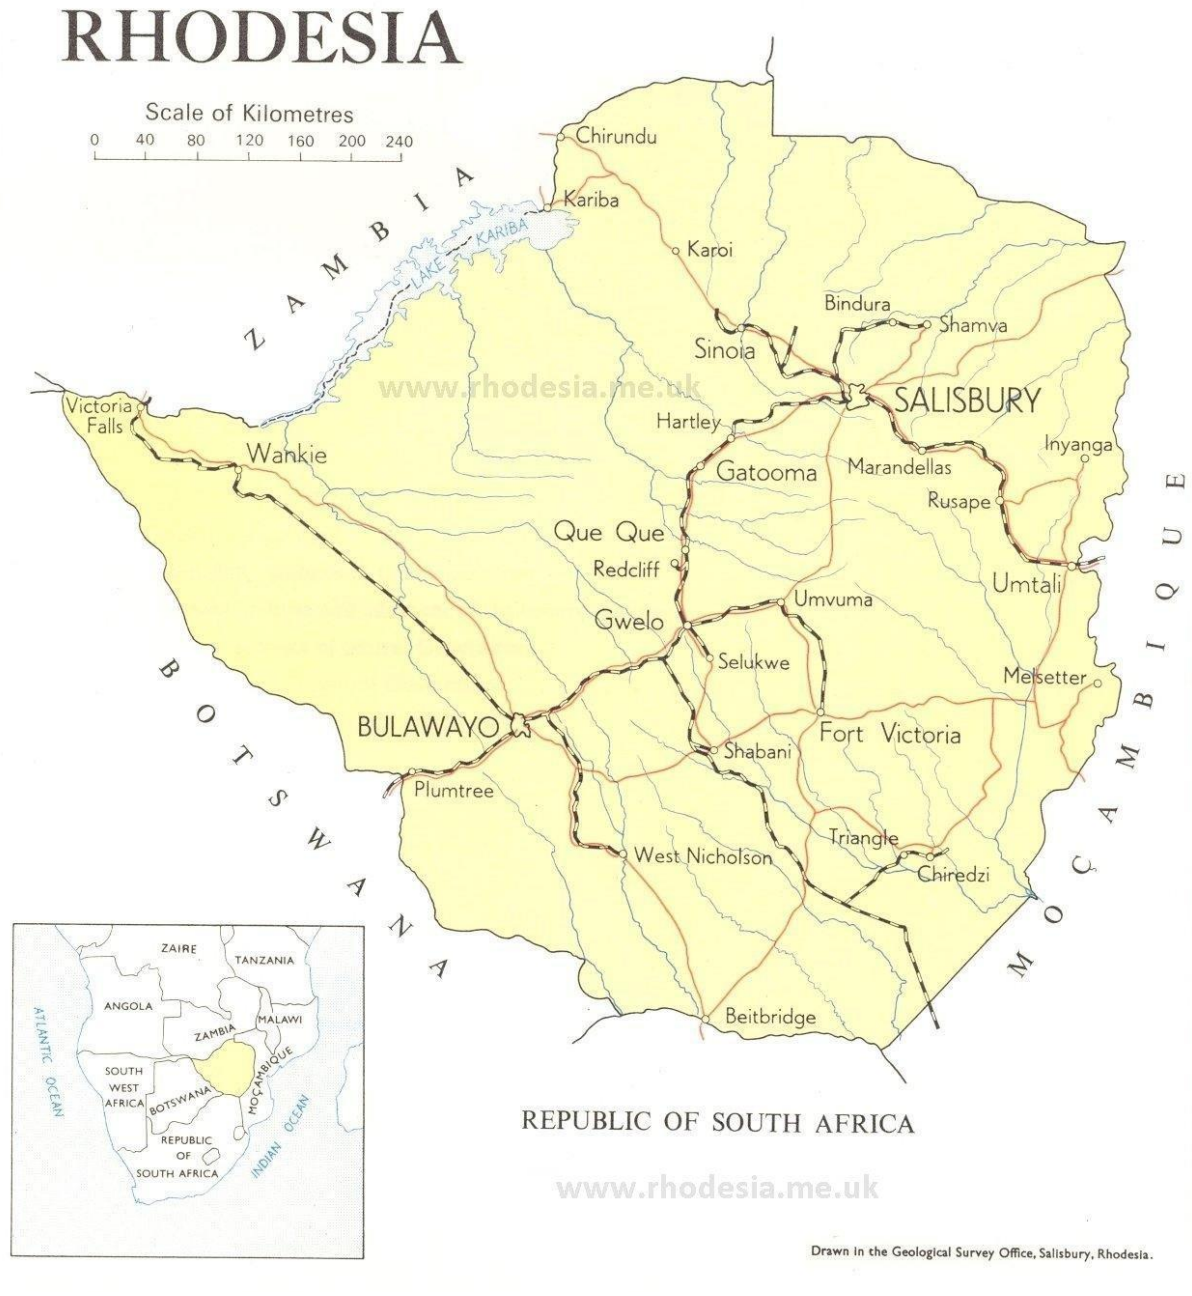 RHODESIA
Scale of Kilometres
0 40 80 120 160 200 240
ZAMBIA
Chirundu
Kariba
LAKE KARIBA
Karoi
Bindura
Shamva
Sinoia
www.rhodesia.me.uk
SALISBURY
Victoria
Falls
Wankie
Hartley
Gatooma
Marandellas
Inyanga
Rusape
Que Que
Redcliff
Umtali
Gwelo
Umvuma
Selukwe
Melsetter
MOÇAMBIQUE
BOTSWANA
BULAWAYO
Fort Victoria
Shabani
Plumtree
Triangle
West Nicholson
Chiredzi
Beitbridge
REPUBLIC OF SOUTH AFRICA
www.rhodesia.me.uk
ZAIRE
TANZANIA
ANGOLA
MALAWI
ZAMBIA
ATLANTIC OCEAN
SOUTH
WEST
AFRICA
BOTSWANA
MOÇAMBIQUE
INDIAN OCEAN
REPUBLIC
OF
SOUTH AFRICA
Drawn in the Geological Survey Office, Salisbury, Rhodesia.